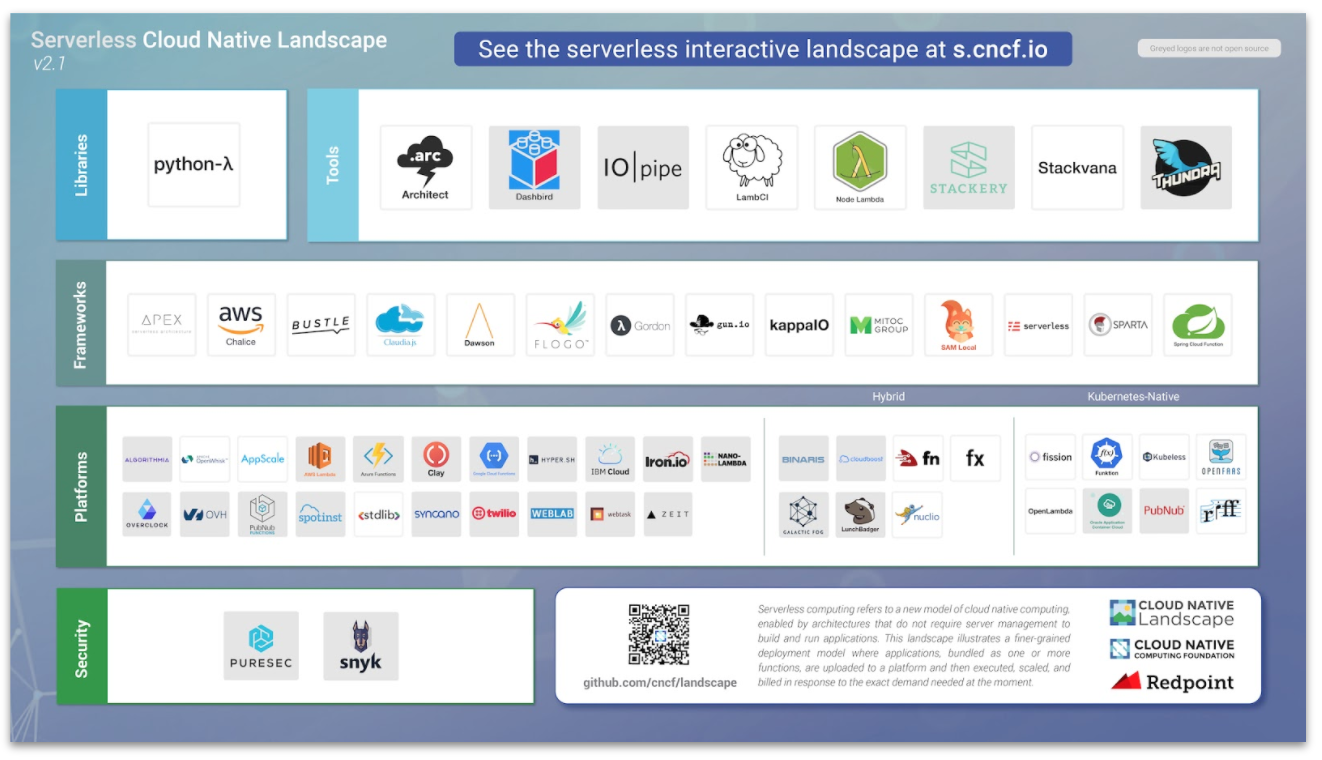 Serverless Cloud Native Landscape
v2.1
See the serverless interactive landscape at s.cncf.io
Greyed logos are not open source
Libraries
python-λ
Tools
.arc
Architect
Dashbird
IO|pipe
LambCI
Node Lambda
STACKERY
Stackvana
THUNDRA
Frameworks
APEX
serverless architecture
aws
Chalice
BUSTLE
Claudia.js
Dawson
FLOGO™
λ Gordon
gun.io
kappaIO
MITOC
GROUP
SAM Local
serverless
SPARTA
Spring Cloud Function
Hybrid
Kubernetes-Native
Platforms
ALGORITHMIA
OpenWhisk
AppScale
AWS Lambda
Azure Functions
Clay
Google Cloud Functions
HYPER.SH
IBM Cloud
Iron.io
NANO-
LAMBDA
OVERCLOCK
OVH
PubNub
FUNCTIONS
spotinst
<stdlib>
syncano
twilio
WEBLAB
webtask
ZEIT
BINARIS
cloudboost
fn
fx
GALACTIC FOG
LunchBadger
nuclio
fission
f(x)
Funktion
Kubeless
OPENFAAS
OpenLambda
Oracle Application
Container Cloud
PubNub
riff
Security
PURESEC
snyk
github.com/cncf/landscape
Serverless computing refers to a new model of cloud native computing,
enabled by architectures that do not require server management to
build and run applications. This landscape illustrates a finer-grained
deployment model where applications, bundled as one or more
functions, are uploaded to a platform and then executed, scaled, and
billed in response to the exact demand needed at the moment.
CLOUD NATIVE
Landscape
CLOUD NATIVE
COMPUTING FOUNDATION
Redpoint